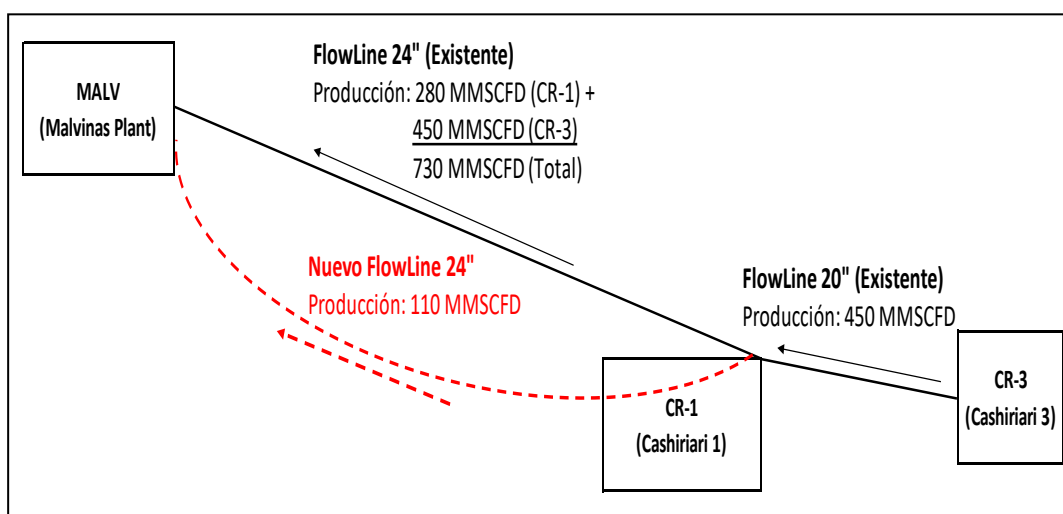 MALV
(Malvinas Plant)
FlowLine 24" (Existente)
Producción: 280 MMSCFD (CR-1) +
450 MMSCFD (CR-3)
730 MMSCFD (Total)
Nuevo FlowLine 24"
Producción: 110 MMSCFD
FlowLine 20" (Existente)
Producción: 450 MMSCFD
CR-1
(Cashiriari 1)
CR-3
(Cashiriari 3)